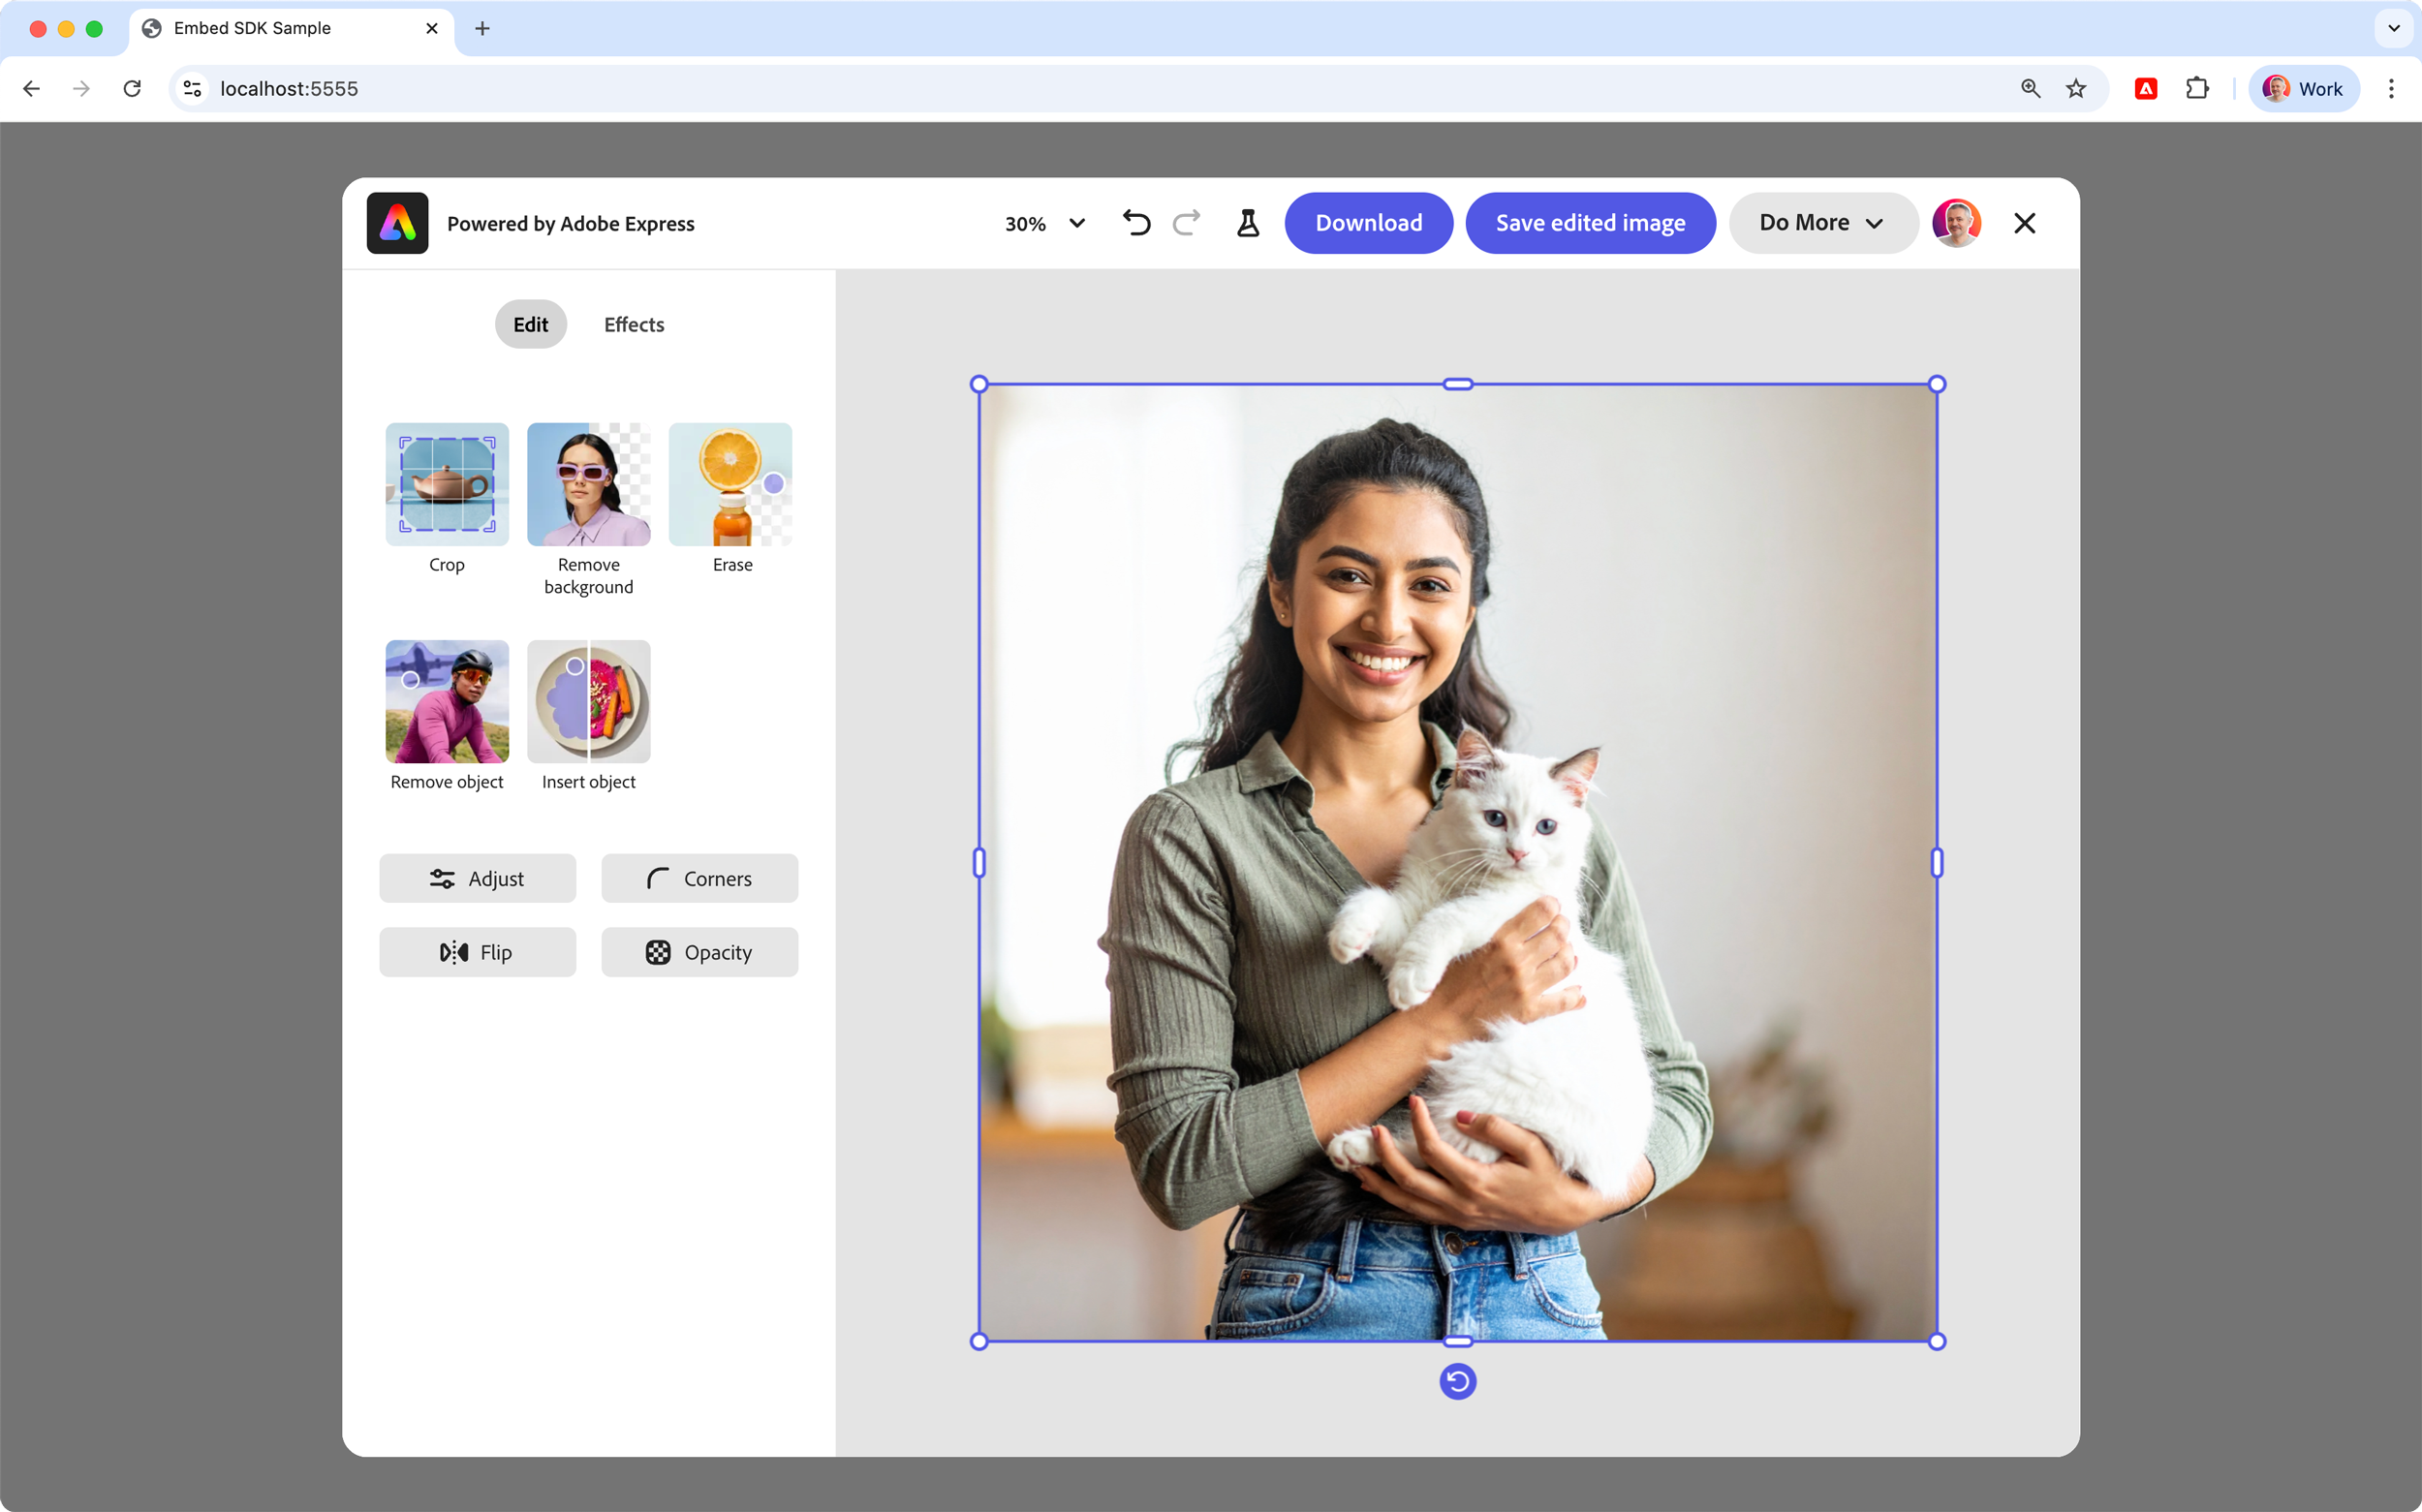 Embed SDK Sample
localhost:5555
Work
Powered by Adobe Express
30%
Download
Save edited image
Do More
Edit
Effects
Crop
Remove
background
Erase
Remove object
Insert object
Adjust
Corners
Flip
Opacity